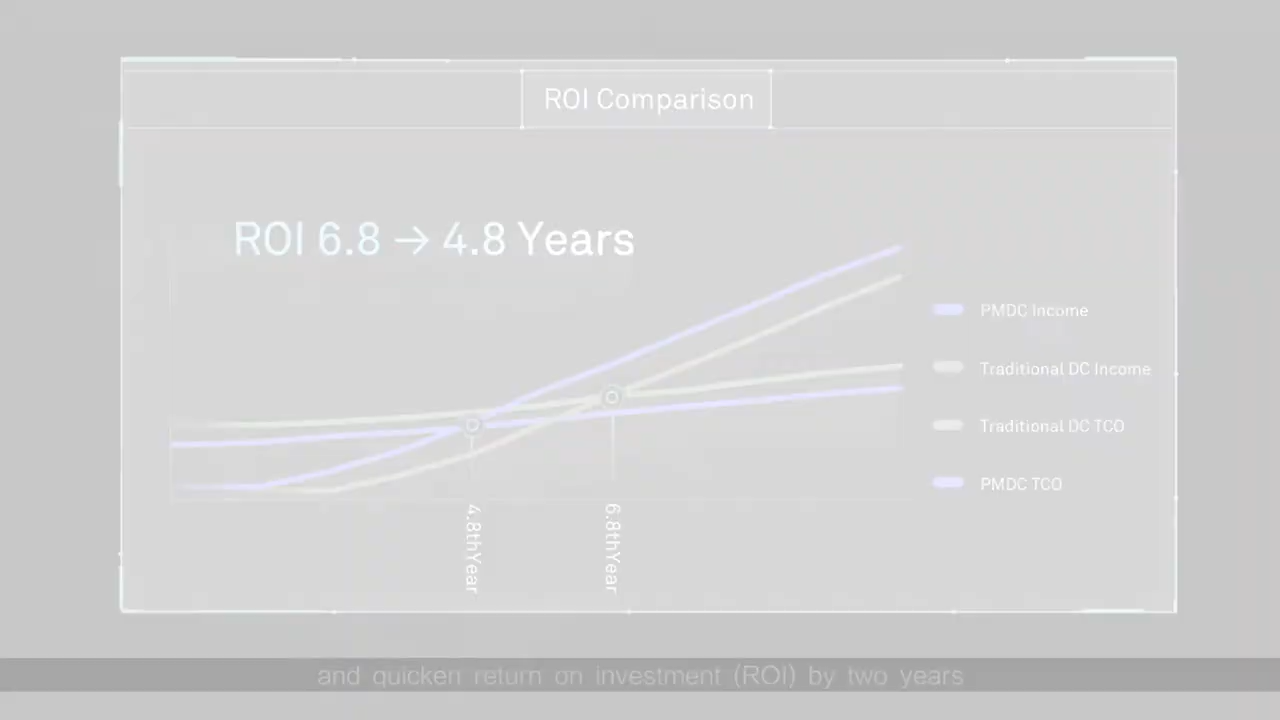 ROI Comparison
ROI 6.8 → 4.8 Years
PMDC Income
Traditional DC Income
Traditional DC TCO
PMDC TCO
4.8thYear
6.8thYear
and quicken return on investment (ROI) by two years